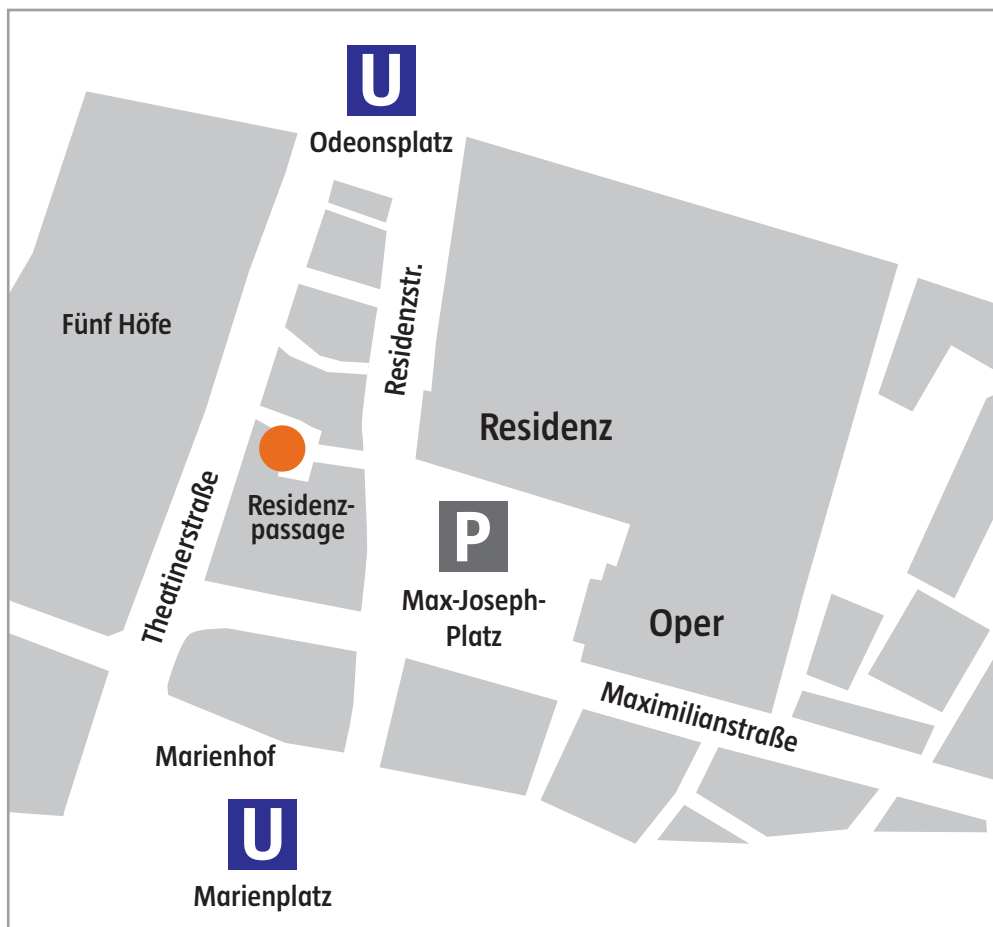 U
Odeonsplatz
Residenzstr.
Fünf Höfe
Residenz
Theatinerstraße
Residenz-
passage
P
Max-Joseph-
Platz
Oper
Maximilianstraße
Marienhof
U
Marienplatz